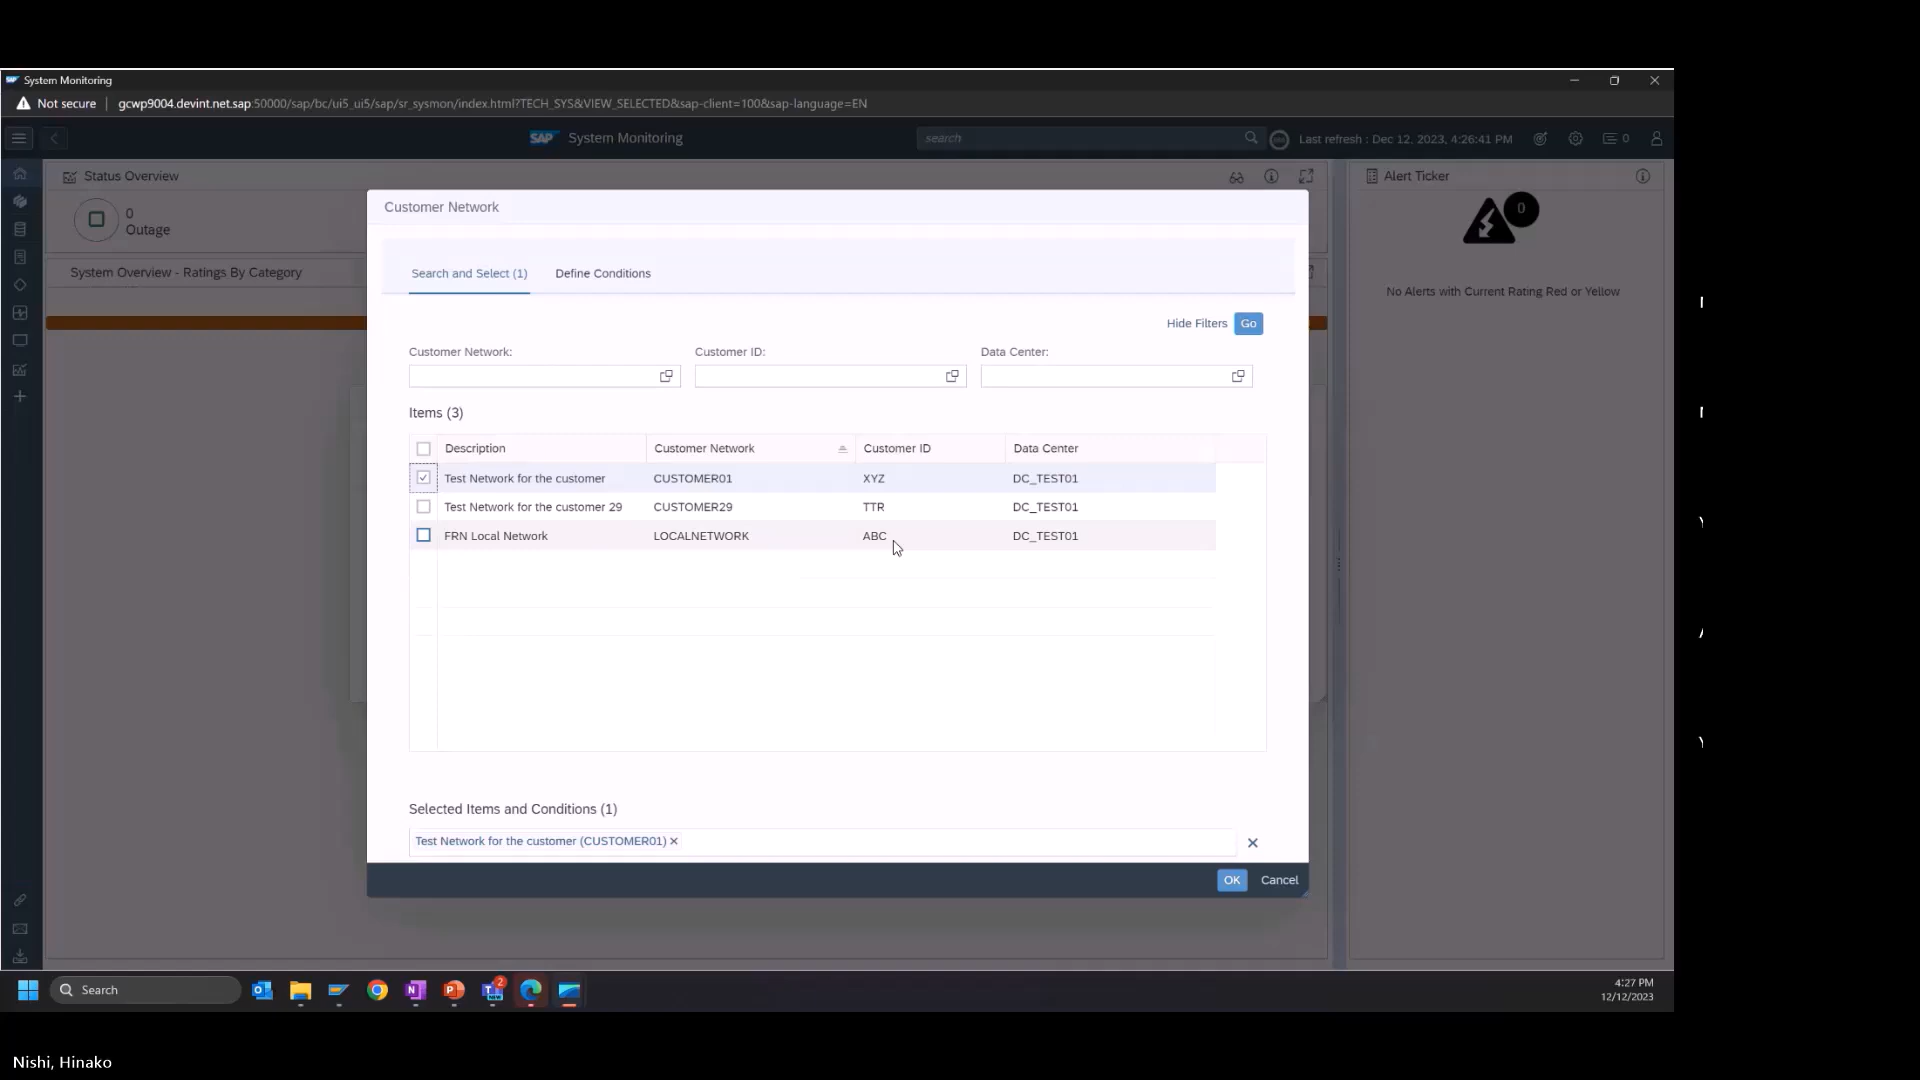 System Monitoring
Not secure | gcwp9004.devint.net.sap:50000/sap/bc/ui5_ui5/sap/sr_sysmon/index.html?TECH_SYS&VIEW_SELECTED&sap-client=100&sap-language=EN
SAP System Monitoring
search
Last refresh : Dec 12, 2023, 4:26:41 PM
0
Status Overview
Alert Ticker
0
Outage
0
System Overview - Ratings By Category
No Alerts with Current Rating Red or Yellow
Customer Network
Search and Select (1) Define Conditions
Hide Filters Go
Customer Network: Customer ID: Data Center:
Items (3)
Description Customer Network Customer ID Data Center
Test Network for the customer CUSTOMER01 XYZ DC_TEST01
Test Network for the customer 29 CUSTOMER29 TTR DC_TEST01
FRN Local Network LOCALNETWORK ABC DC_TEST01
Selected Items and Conditions (1)
Test Network for the customer (CUSTOMER01)
OK Cancel
Search
2
4:27 PM
12/12/2023
Nishi, Hinako